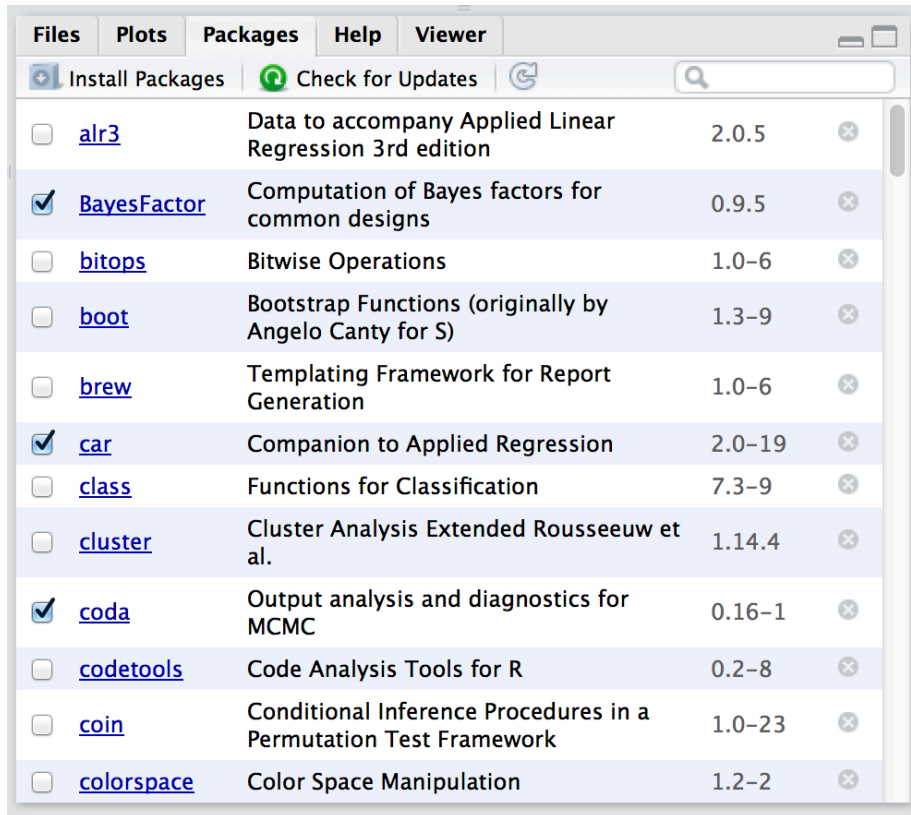 Files Plots Packages Help Viewer
Install Packages Check for Updates
alr3 Data to accompany Applied Linear Regression 3rd edition 2.0.5
BayesFactor Computation of Bayes factors for common designs 0.9.5
bitops Bitwise Operations 1.0-6
boot Bootstrap Functions (originally by Angelo Canty for S) 1.3-9
brew Templating Framework for Report Generation 1.0-6
car Companion to Applied Regression 2.0-19
class Functions for Classification 7.3-9
cluster Cluster Analysis Extended Rousseeuw et al. 1.14.4
coda Output analysis and diagnostics for MCMC 0.16-1
codetools Code Analysis Tools for R 0.2-8
coin Conditional Inference Procedures in a Permutation Test Framework 1.0-23
colorspace Color Space Manipulation 1.2-2